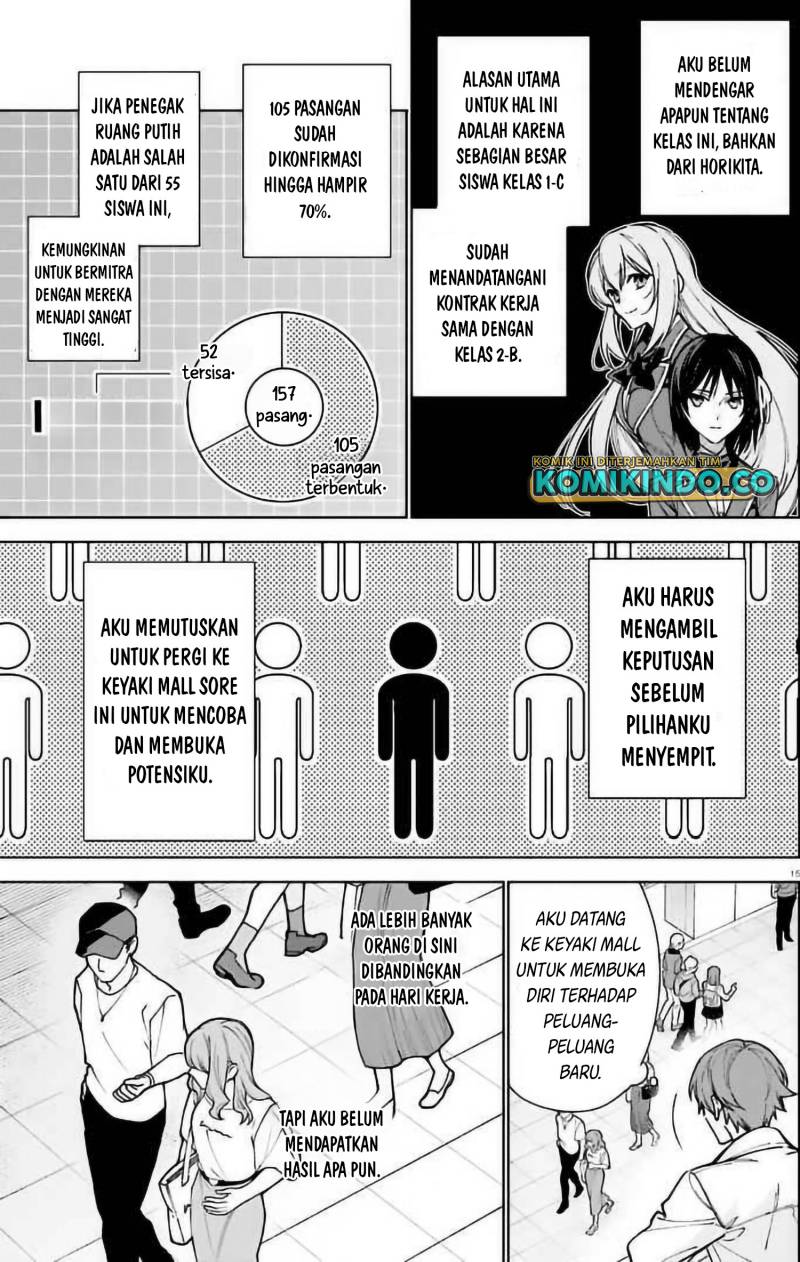 AKU BELUM
MENDENGAR
APAPUN TENTANG
KELAS INI, BAHKAN
DARI HORIKITA.
ALASAN UTAMA
UNTUK HAL INI
ADALAH KARENA
SEBAGIAN BESAR
SISWA KELAS 1-C
SUDAH
MENANDATANGANI
KONTRAK KERJA
SAMA DENGAN
KELAS 2-B.
KOMIK INI DITERJEMAHKAN TIM
KOMIKINDO.CO
105 PASANGAN
SUDAH
DIKONFIRMASI
HINGGA HAMPIR
70%.
JIKA PENEGAK
RUANG PUTIH
ADALAH SALAH
SATU DARI 55
SISWA INI,
KEMUNGKINAN
UNTUK BERMITRA
DENGAN MEREKA
MENJADI SANGAT
TINGGI.
52
tersisa.
157
pasang.
105
pasangan
terbentuk.
AKU HARUS
MENGAMBIL
KEPUTUSAN
SEBELUM
PILIHANKU
MENYEMPIT.
AKU MEMUTUSKAN
UNTUK PERGI KE
KEYAKI MALL SORE
INI UNTUK MENCOBA
DAN MEMBUKA
POTENSIKU.
15
AKU DATANG
KE KEYAKI MALL
UNTUK MEMBUKA
DIRI TERHADAP
PELUANG-
PELUANG
BARU.
ADA LEBIH BANYAK
ORANG DI SINI
DIBANDINGKAN
PADA HARI KERJA.
TAPI AKU BELUM
MENDAPATKAN
HASIL APA PUN.